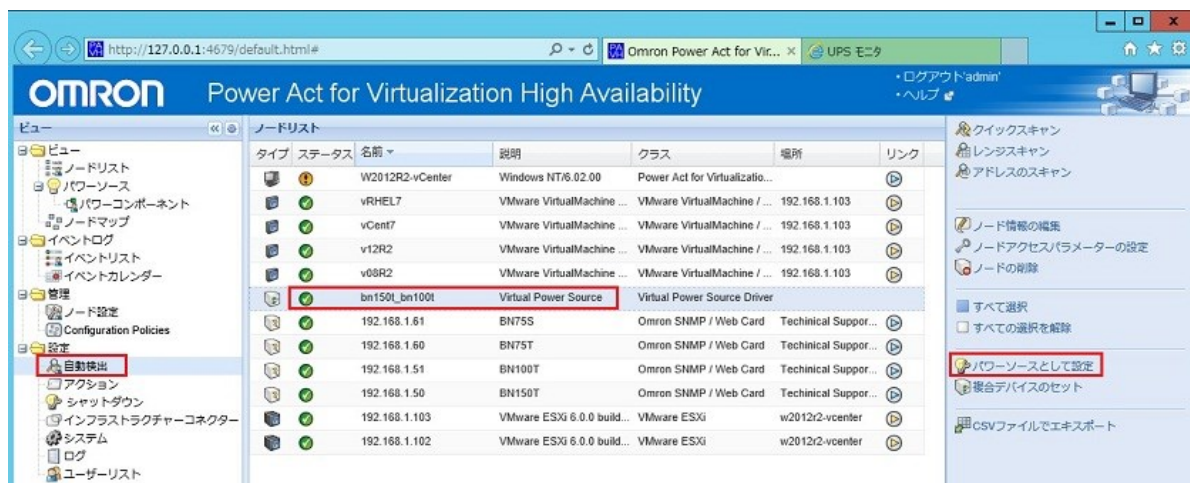 http://127.0.0.1:4679/default.html#
Omron Power Act for Vir...
UPS モニタ
OMRON
Power Act for Virtualization High Availability
・ログアウト'admin'
・ヘルプ
ビュー
ビュー
ノードリスト
パワーソース
パワーコンポーネント
ノードマップ
イベントログ
イベントリスト
イベントカレンダー
管理
ノード設定
Configuration Policies
設定
自動検出
アクション
シャットダウン
インフラストラクチャーコネクター
システム
ログ
ユーザーリスト
ノードリスト
タイプ ステータス 名前 説明 クラス 場所 リンク
W2012R2-vCenter Windows NT/6.02.00 Power Act for Virtualizatio...
vRHEL7 VMware VirtualMachine ... VMware VirtualMachine / ... 192.168.1.103
vCent7 VMware VirtualMachine ... VMware VirtualMachine / ... 192.168.1.103
v12R2 VMware VirtualMachine ... VMware VirtualMachine / ... 192.168.1.103
v08R2 VMware VirtualMachine ... VMware VirtualMachine / ... 192.168.1.103
bn150t_bn100t Virtual Power Source Virtual Power Source Driver
192.168.1.61 BN75S Omron SNMP / Web Card Techinical Suppor...
192.168.1.60 BN75T Omron SNMP / Web Card Techinical Suppor...
192.168.1.51 BN100T Omron SNMP / Web Card Techinical Suppor...
192.168.1.50 BN150T Omron SNMP / Web Card Techinical Suppor...
192.168.1.103 VMware ESXi 6.0.0 build... VMware ESXi w2012r2-vcenter
192.168.1.102 VMware ESXi 6.0.0 build... VMware ESXi w2012r2-vcenter
クイックスキャン
レンジスキャン
アドレスのスキャン
ノード情報の編集
ノードアクセスパラメーターの設定
ノードの削除
すべて選択
すべての選択を解除
パワーソースとして設定
複合デバイスのセット
CSVファイルでエキスポート